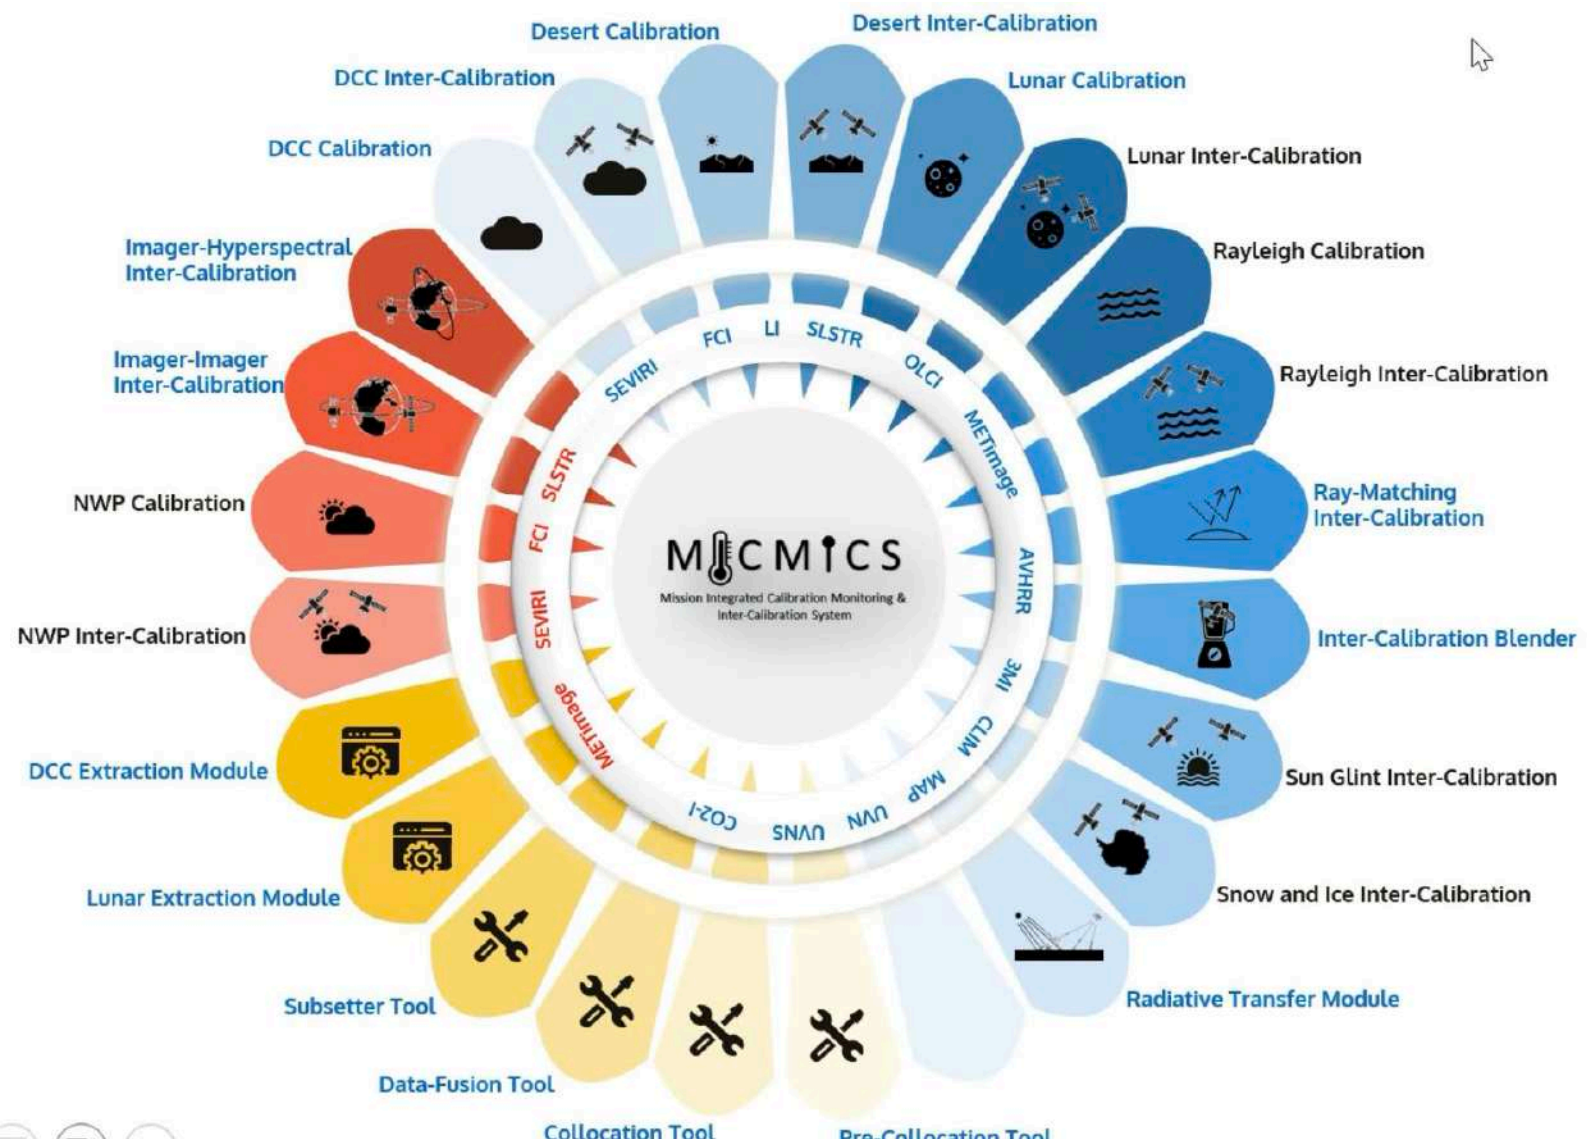 Desert Calibration
Desert Inter-Calibration
DCC Inter-Calibration
Lunar Calibration
DCC Calibration
Lunar Inter-Calibration
Imager-Hyperspectral
Inter-Calibration
Rayleigh Calibration
Imager-Imager
Inter-Calibration
Rayleigh Inter-Calibration
NWP Calibration
Ray-Matching
Inter-Calibration
NWP Inter-Calibration
Inter-Calibration Blender
DCC Extraction Module
Sun Glint Inter-Calibration
Lunar Extraction Module
Snow and Ice Inter-Calibration
Subsetter Tool
Radiative Transfer Module
Data-Fusion Tool
Collocation Tool
Pre-Collocation Tool
SEVIRI
FCI
LI
SLSTR
OLCI
METimage
AVHRR
3MI
CLIM
MAP
UVN
UVNS
CO2-I
METimage
SEVIRI
FCI
SLSTR
MICMICS
Mission Integrated Calibration Monitoring &
Inter-Calibration System